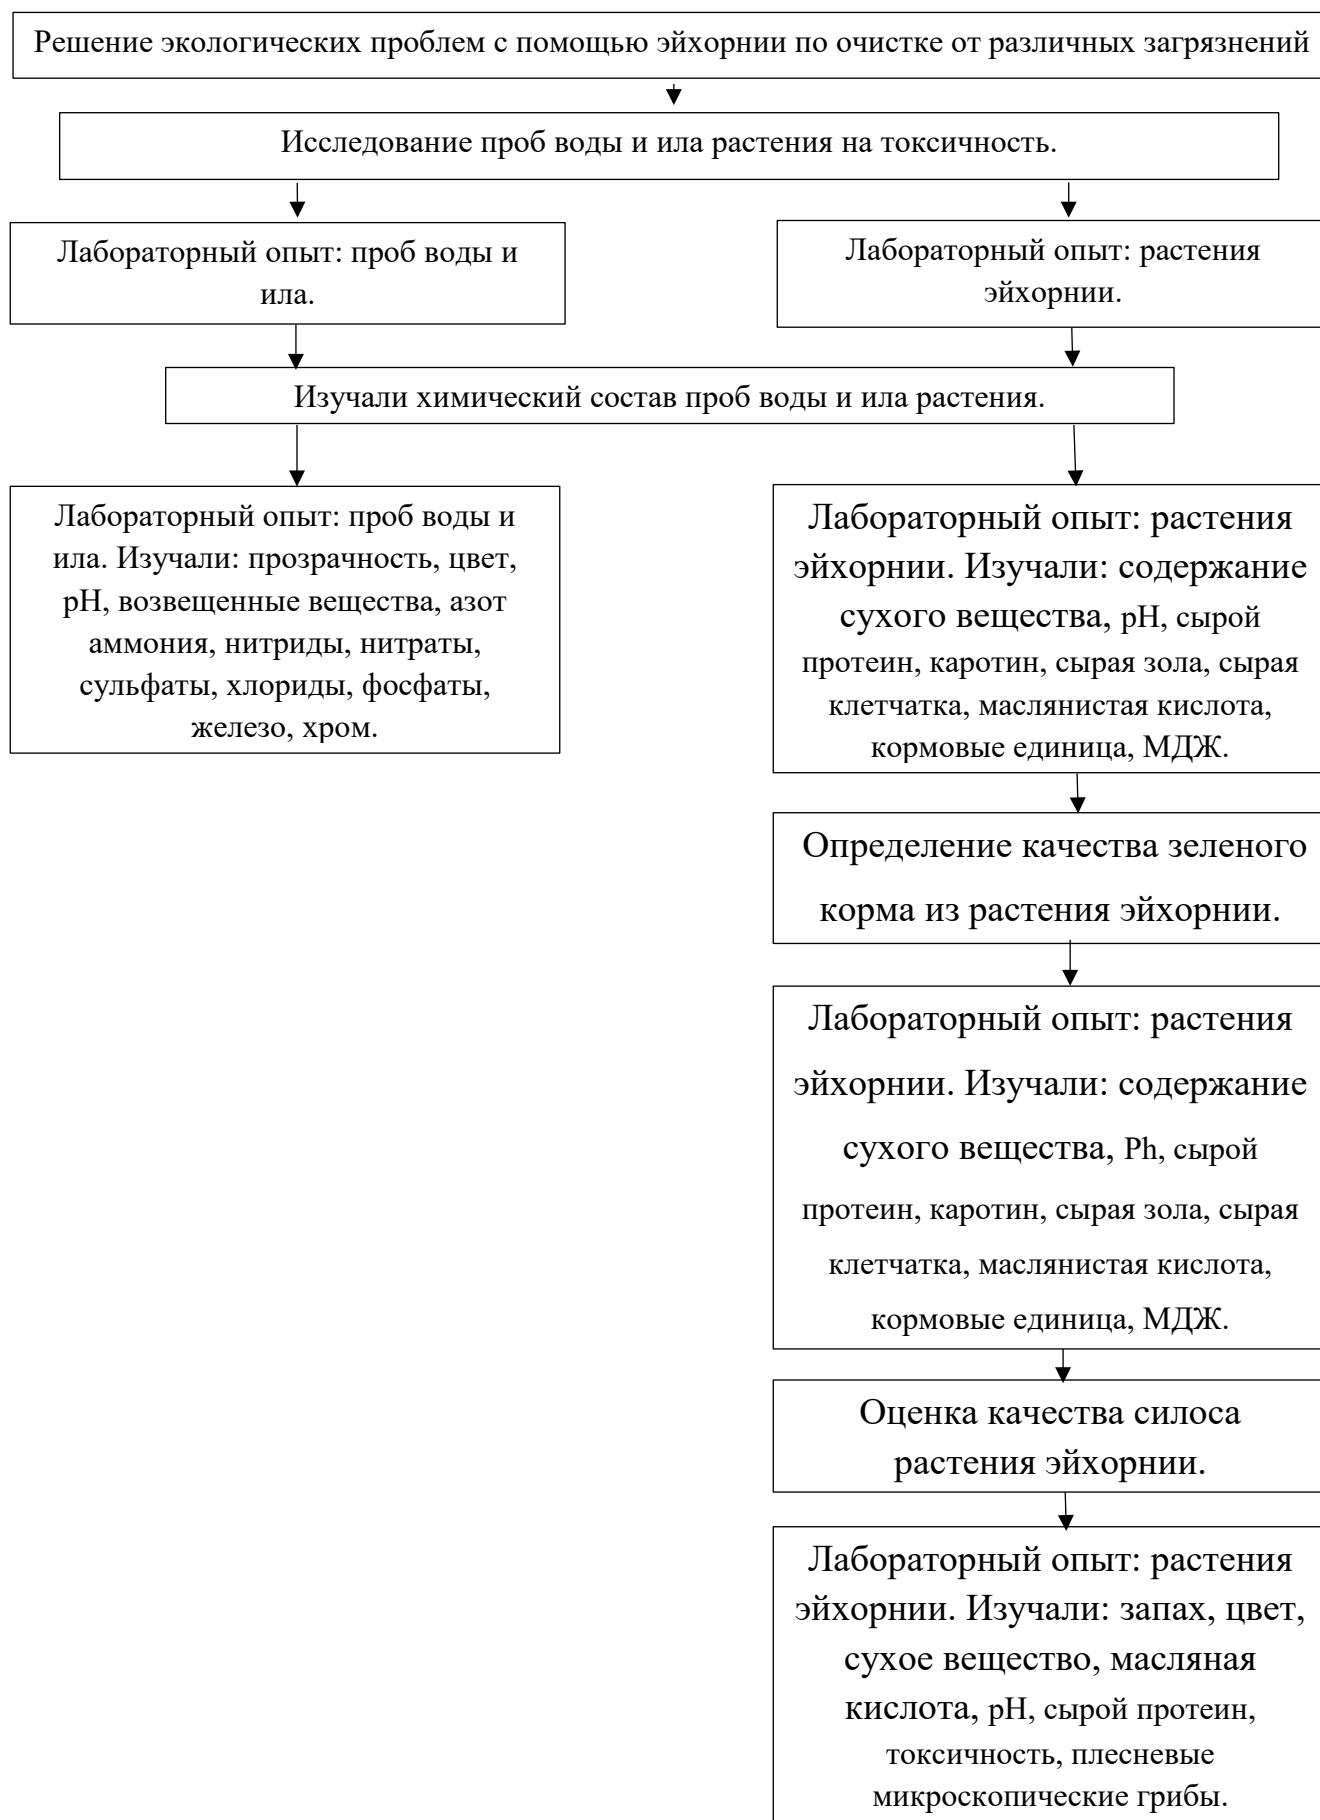 Решение экологических проблем с помощью эйхорнии по очистке от различных загрязнений
Исследование проб воды и ила растения на токсичность.
Лабораторный опыт: проб воды и
ила.
Лабораторный опыт: растения
эйхорнии.
Изучали химический состав проб воды и ила растения.
Лабораторный опыт: проб воды и
ила. Изучали: прозрачность, цвет,
pH, возвещенные вещества, азот
аммония, нитриды, нитраты,
сульфаты, хлориды, фосфаты,
железо, хром.
Лабораторный опыт: растения
эйхорнии. Изучали: содержание
сухого вещества, pH, сырой
протеин, каротин, сырая зола, сырая
клетчатка, маслянистая кислота,
кормовые единица, МДЖ.
Определение качества зеленого
корма из растения эйхорнии.
Лабораторный опыт: растения
эйхорнии. Изучали: содержание
сухого вещества, Ph, сырой
протеин, каротин, сырая зола, сырая
клетчатка, маслянистая кислота,
кормовые единица, МДЖ.
Оценка качества силоса
растения эйхорнии.
Лабораторный опыт: растения
эйхорнии. Изучали: запах, цвет,
сухое вещество, масляная
кислота, pH, сырой протеин,
токсичность, плесневые
микроскопические грибы.